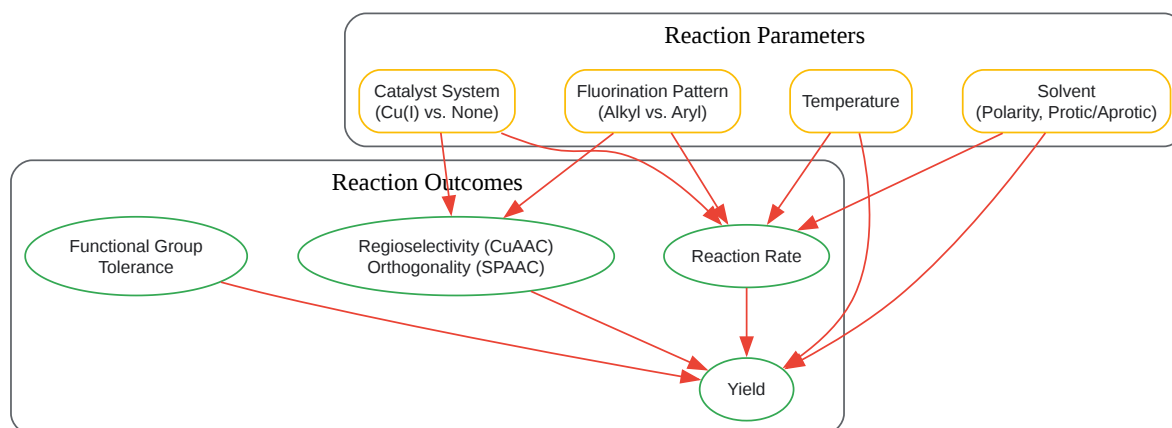 Reaction Parameters
Catalyst System
(Cu(I) vs. None)
Fluorination Pattern
(Alkyl vs. Aryl)
Temperature
Solvent
(Polarity, Protic/Aprotic)
Reaction Outcomes
Functional Group
Tolerance
Regioselectivity (CuAAC)
Orthogonality (SPAAC)
Reaction Rate
Yield